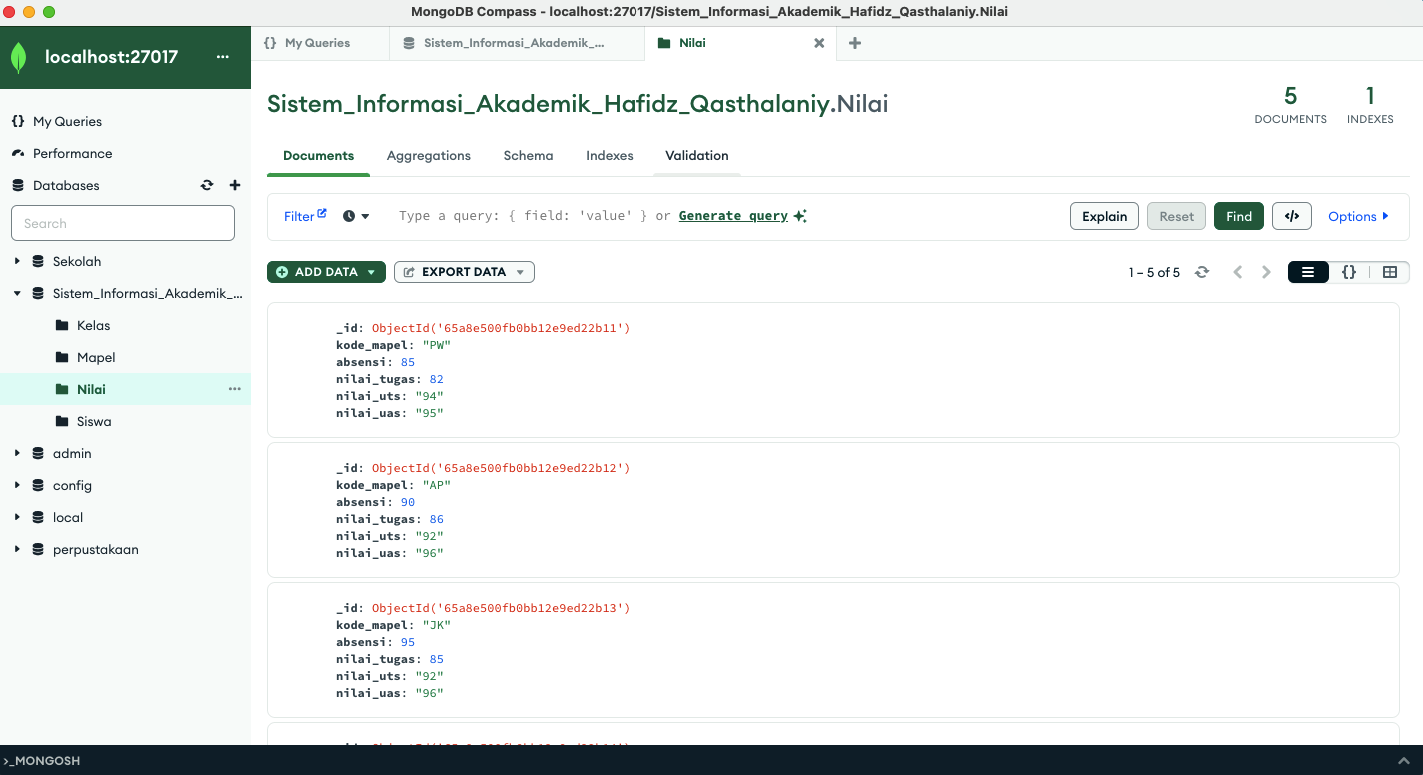 MongoDB Compass - localhost:27017/Sistem_Informasi_Akademik_Hafidz_Qasthalaniy.Nilai
localhost:27017 ...
My Queries
Performance
Databases
Search
Sekolah
Sistem_Informasi_Akademik_...
Kelas
Mapel
Nilai ...
Siswa
admin
config
local
perpustakaan
{} My Queries Sistem_Informasi_Akademik_... Nilai
Sistem_Informasi_Akademik_Hafidz_Qasthalaniy.Nilai
5 1
DOCUMENTS INDEXES
Documents Aggregations Schema Indexes Validation
Filter Type a query: { field: 'value' } or Generate query Explain Reset Find </> Options
ADD DATA EXPORT DATA 1 – 5 of 5 {}
_id: ObjectId('65a8e500fb0bb12e9ed22b11')
kode_mapel: "PW"
absensi: 85
nilai_tugas: 82
nilai_uts: "94"
nilai_uas: "95"
_id: ObjectId('65a8e500fb0bb12e9ed22b12')
kode_mapel: "AP"
absensi: 90
nilai_tugas: 86
nilai_uts: "92"
nilai_uas: "96"
_id: ObjectId('65a8e500fb0bb12e9ed22b13')
kode_mapel: "JK"
absensi: 95
nilai_tugas: 85
nilai_uts: "92"
nilai_uas: "96"
>_MONGOSH